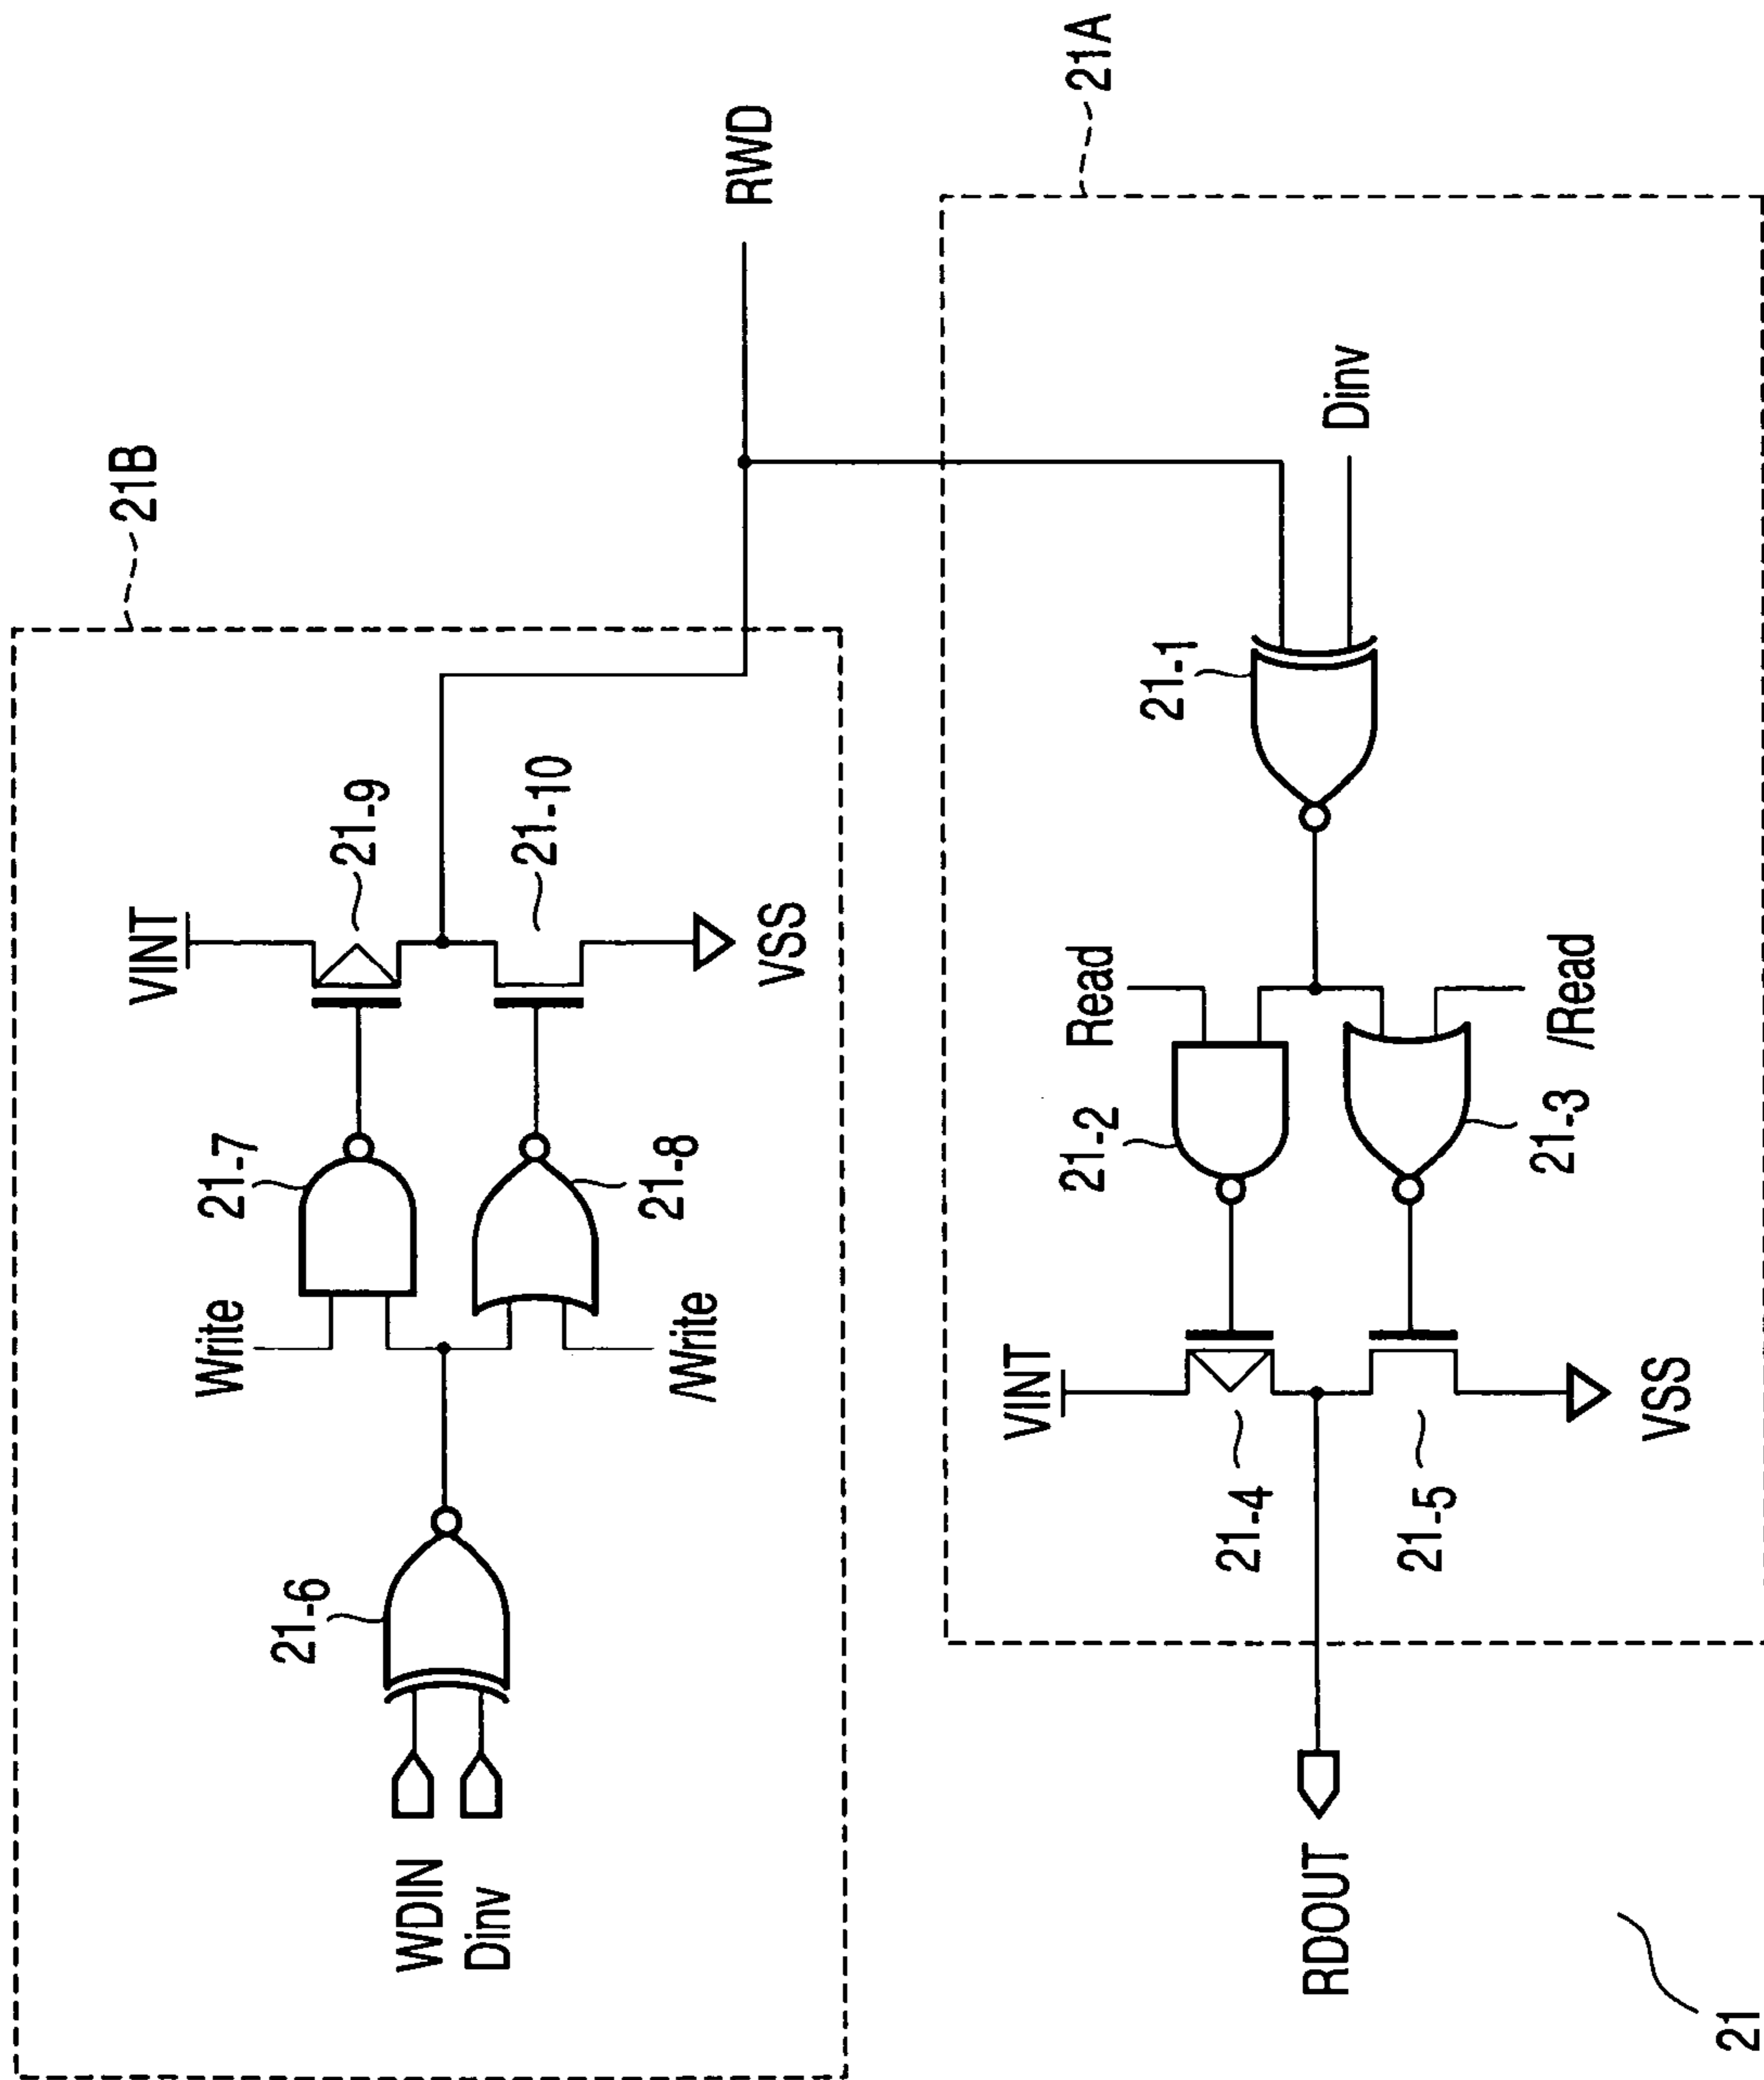 21B
VINT
21-9
21-7
Write
21-10
21-6
21-8
VSS
/Write
WDIN
Dinv
RWD
21A
Read
21-1
VINT
21-2
Dinv
21-4
21-3
/Read
21-5
VSS
RDOUT
21